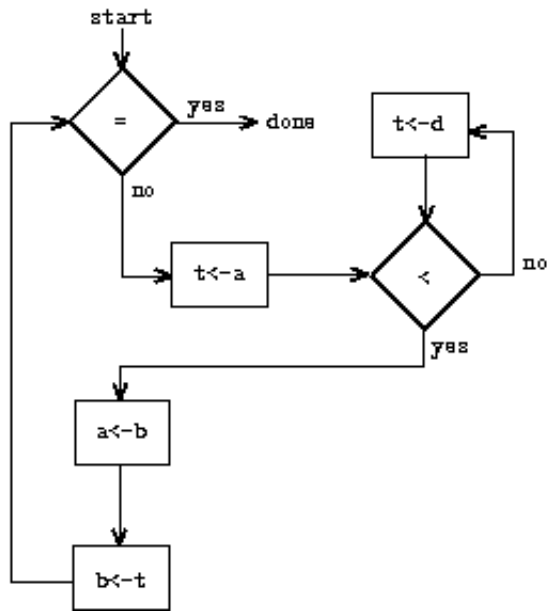 start
=
yes
done
no
t<-d
t<-a
<
no
yes
a<-b
b<-t